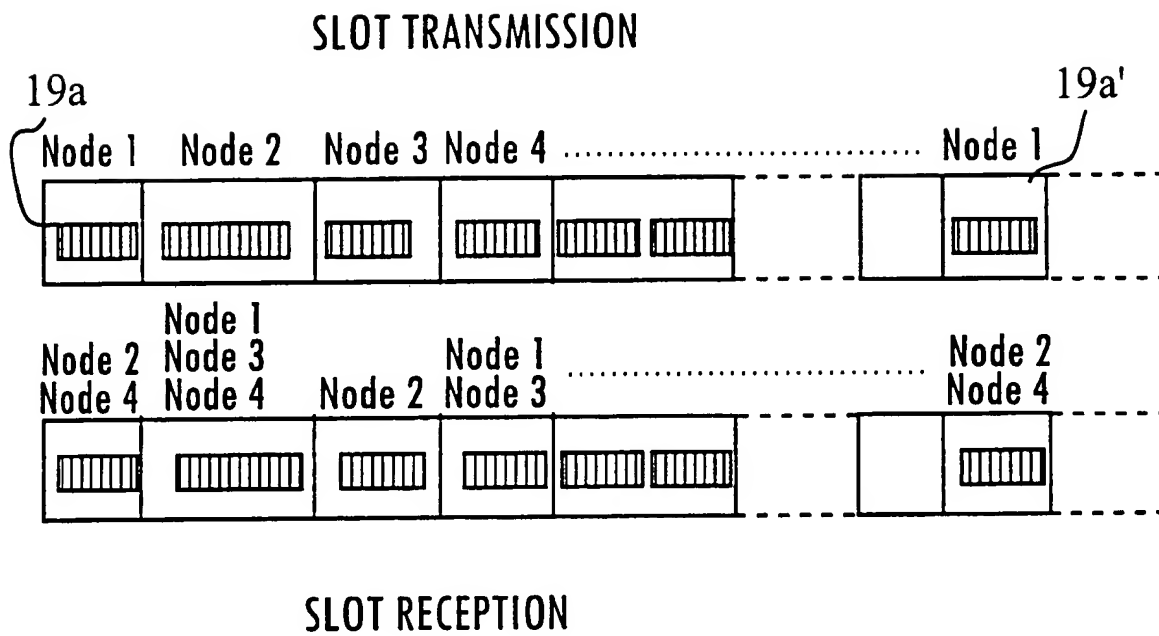 SLOT TRANSMISSION
19a
19a'
Node 1 Node 2 Node 3 Node 4 Node 1
Node 1
Node 2 Node 3 Node 1 Node 2
Node 4 Node 4 Node 2 Node 3 Node 4
SLOT RECEPTION